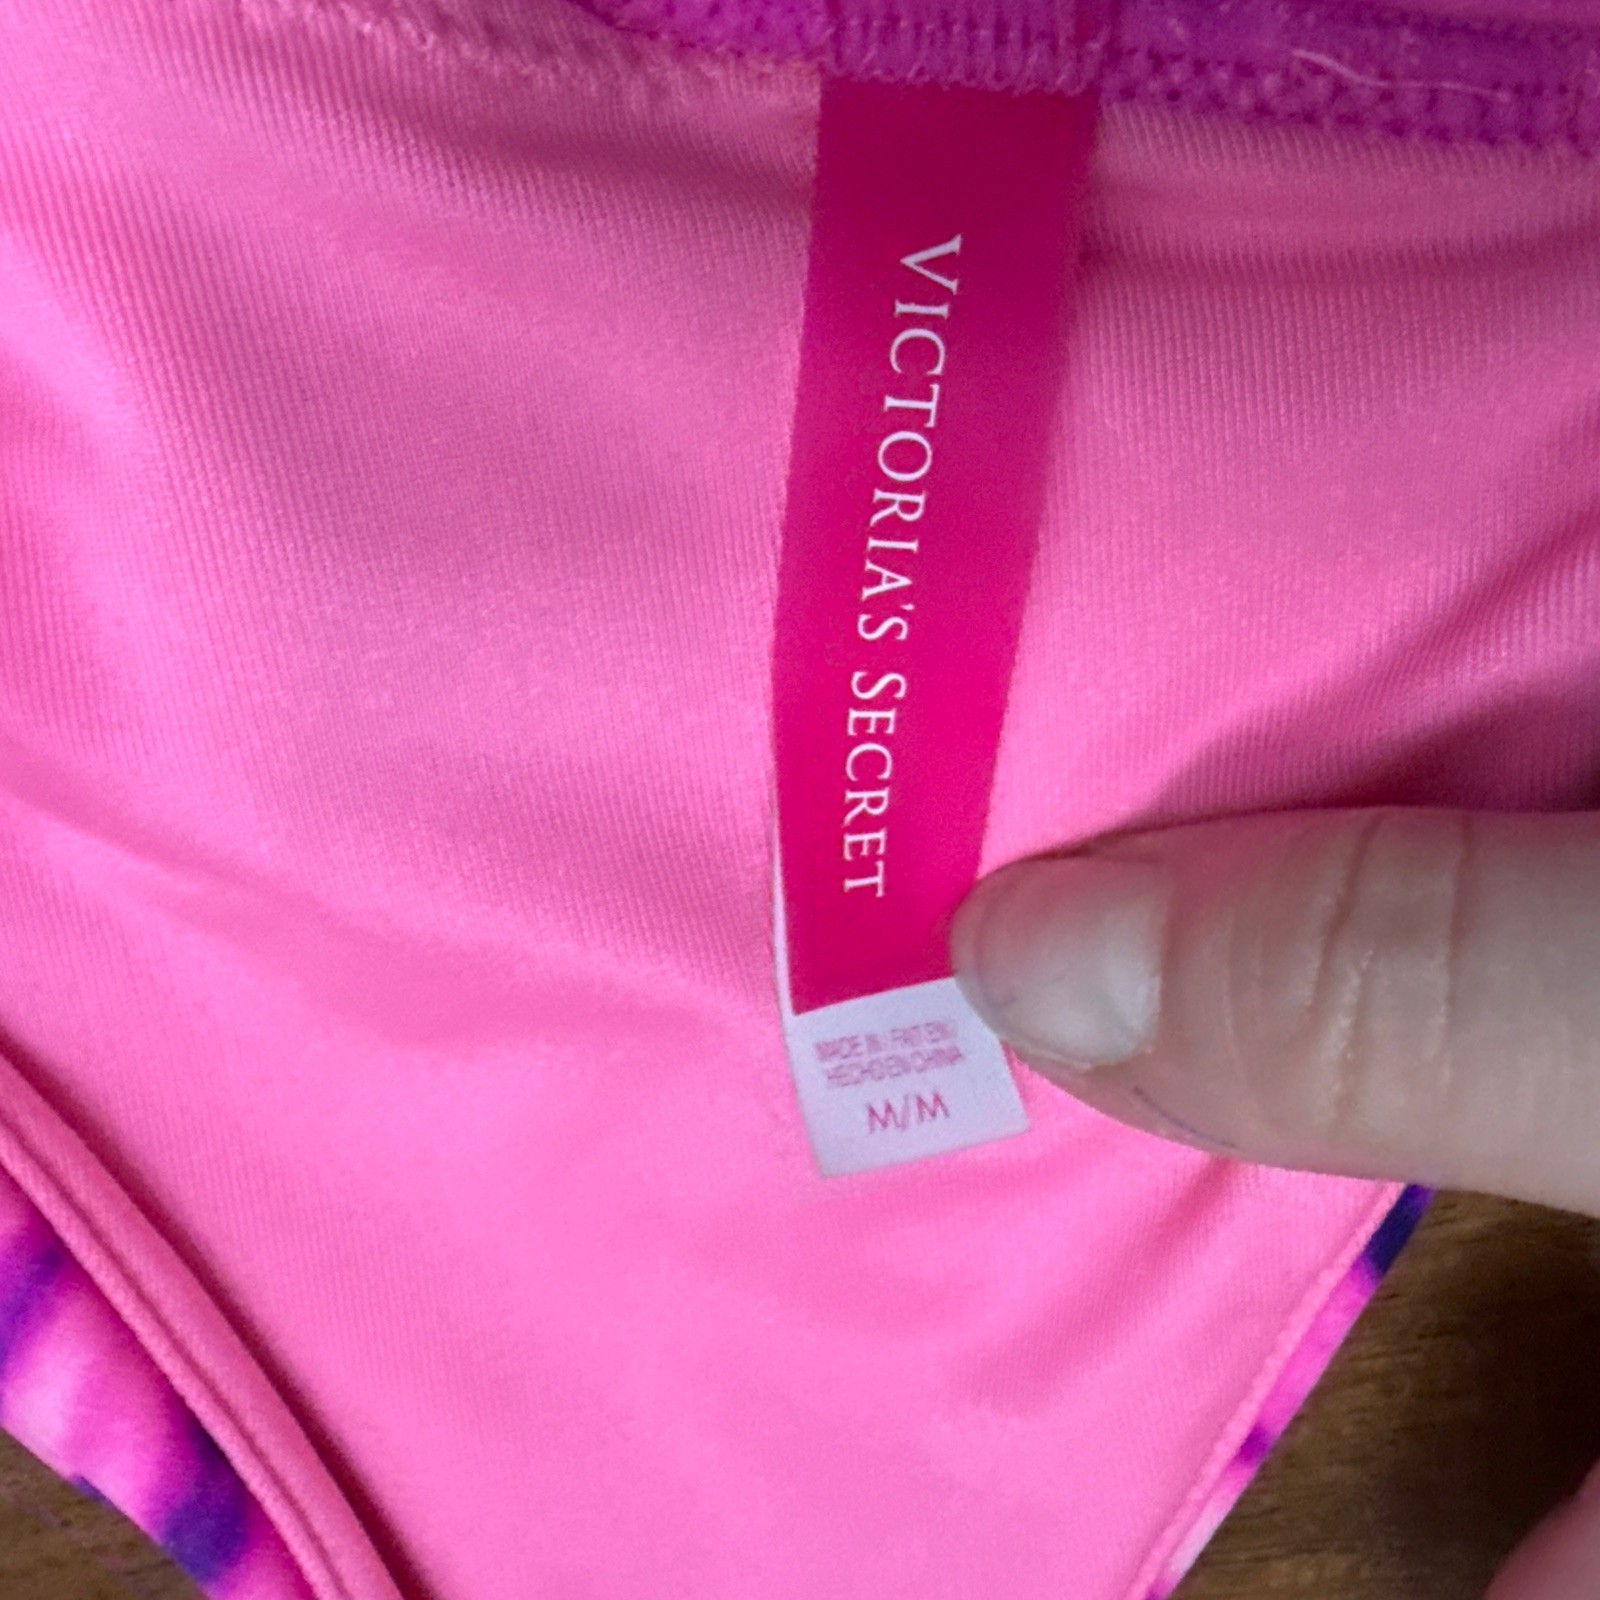 VICTORIA'S SECRET
MADE IN / FAIT EN /
HECHO EN CHINA
M/M